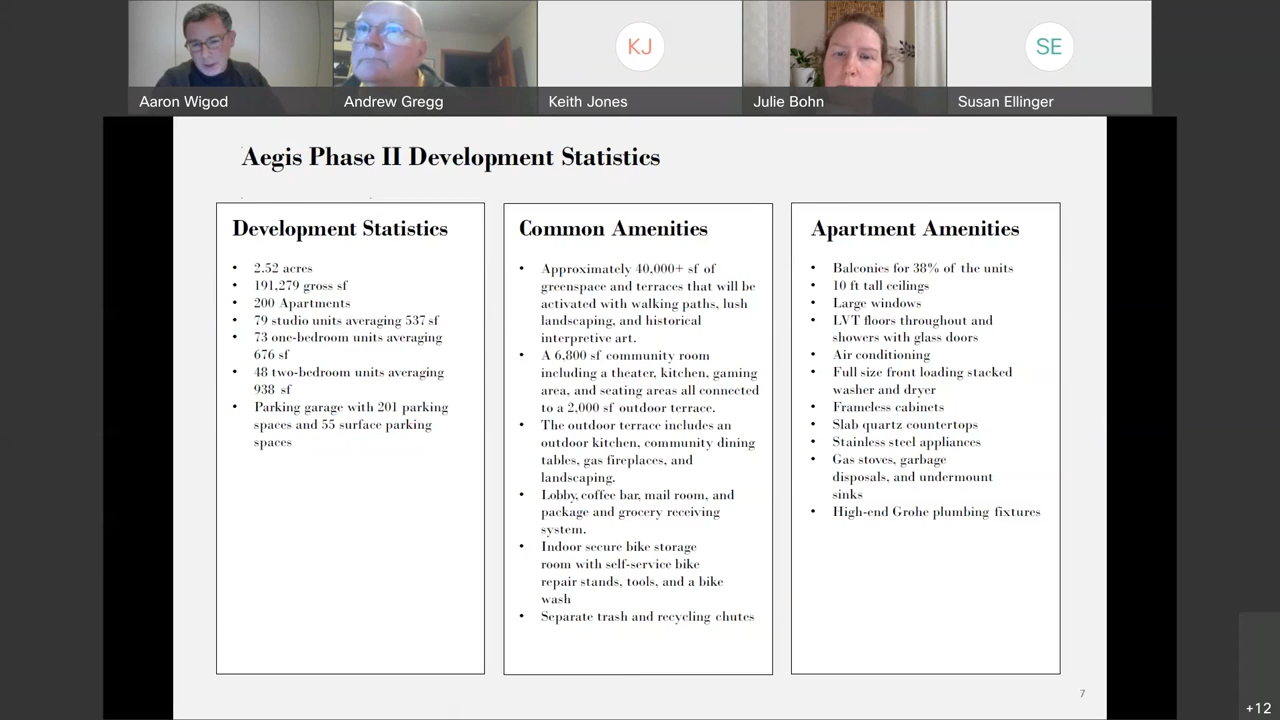 Aaron Wigod
Andrew Gregg
KJ
Keith Jones
Julie Bohn
SE
Susan Ellinger
Aegis Phase II Development Statistics
Development Statistics
• 2.52 acres
• 191,279 gross sf
• 200 Apartments
• 79 studio units averaging 537 sf
• 73 one-bedroom units averaging
676 sf
• 48 two-bedroom units averaging
938 sf
• Parking garage with 201 parking
spaces and 55 surface parking
spaces
Common Amenities
• Approximately 40,000+ sf of
greenspace and terraces that will be
activated with walking paths, lush
landscaping, and historical
interpretive art.
• A 6,800 sf community room
including a theater, kitchen, gaming
area, and seating areas all connected
to a 2,000 sf outdoor terrace.
• The outdoor terrace includes an
outdoor kitchen, community dining
tables, gas fireplaces, and
landscaping.
• Lobby, coffee bar, mail room, and
package and grocery receiving
system.
• Indoor secure bike storage
room with self-service bike
repair stands, tools, and a bike
wash
• Separate trash and recycling chutes
Apartment Amenities
• Balconies for 38% of the units
• 10 ft tall ceilings
• Large windows
• LVT floors throughout and
showers with glass doors
• Air conditioning
• Full size front loading stacked
washer and dryer
• Frameless cabinets
• Slab quartz countertops
• Stainless steel appliances
• Gas stoves, garbage
disposals, and undermount
sinks
• High-end Grohe plumbing fixtures
7
+12